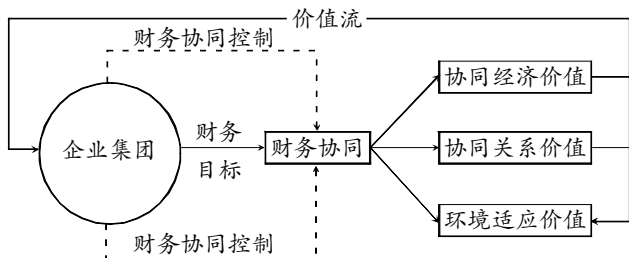 价值流
财务协同控制
协同经济价值
企业集团
财务
目标
财务协同
协同关系价值
环境适应价值
财务协同控制